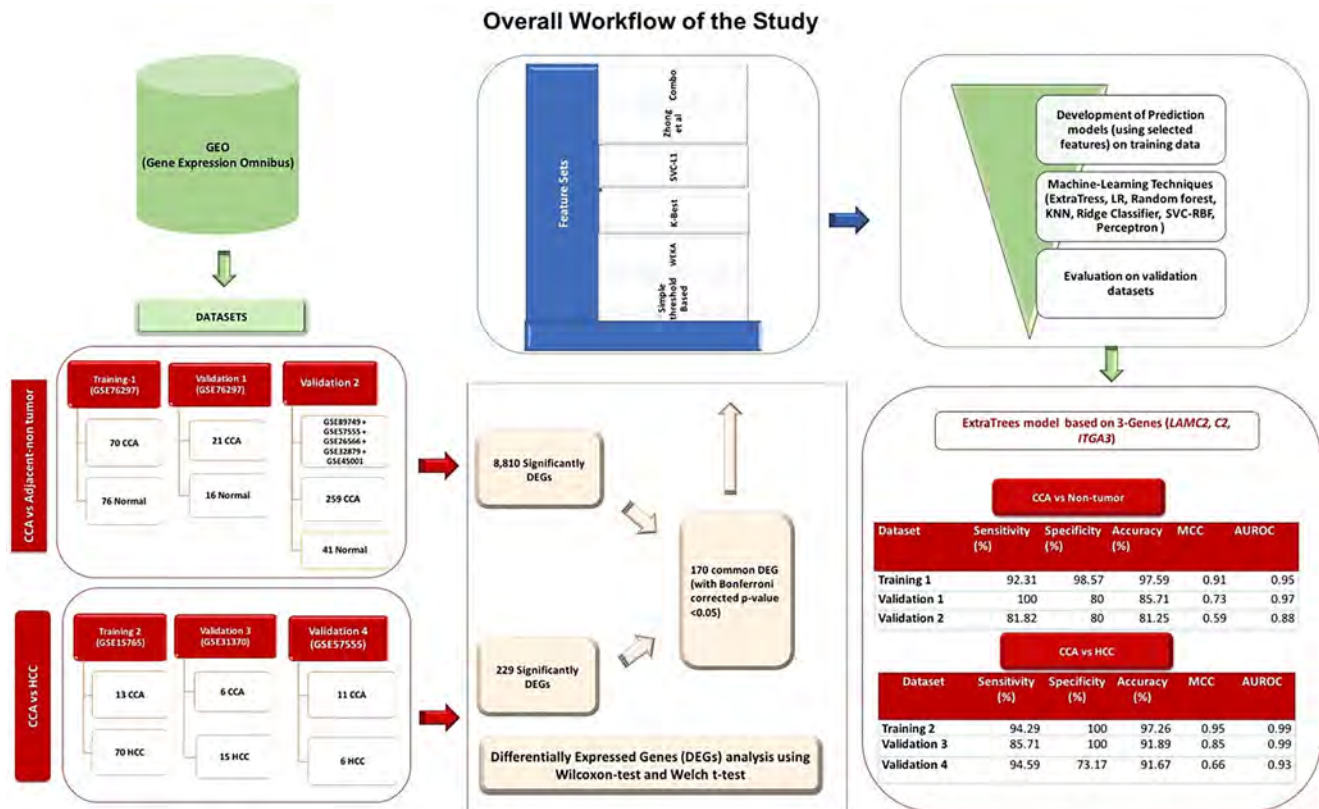 Overall Workflow of the Study
GEO
(Gene Expression Omnibus)
DATASETS
CCA vs Adjacent-non tumor
Training-1
(GSE76297)
70 CCA
76 Normal
Validation 1
(GSE76297)
21 CCA
16 Normal
Validation 2
GSE89749 +
GSE57555 +
GSE26566 +
GSE32879 +
GSE45001
259 CCA
41 Normal
CCA vs HCC
Training 2
(GSE15765)
13 CCA
70 HCC
Validation 3
(GSE31370)
6 CCA
15 HCC
Validation 4
(GSE57555)
11 CCA
6 HCC
Feature Sets
Simple
threshold
Based
WEKA
K-Best
SVC-L1
Zhong
et al
Combo
8,810 Significantly
DEGs
229 Significantly
DEGs
170 common DEG
(with Bonferroni
corrected p-value
<0.05)
Differentially Expressed Genes (DEGs) analysis using
Wilcoxon-test and Welch t-test
Development of Prediction
models (using selected
features) on training data
Machine-Learning Techniques
(ExtraTress, LR, Random forest,
KNN, Ridge Classifier, SVC-RBF,
Perceptron )
Evaluation on validation
datasets
ExtraTrees model based on 3-Genes (LAMC2, C2,
ITGA3)
CCA vs Non-tumor
Dataset Sensitivity Specificity Accuracy MCC AUROC
(%) (%) (%)
Training 1 92.31 98.57 97.59 0.91 0.95
Validation 1 100 80 85.71 0.73 0.97
Validation 2 81.82 80 81.25 0.59 0.88
CCA vs HCC
Dataset Sensitivity Specificity Accuracy MCC AUROC
(%) (%) (%)
Training 2 94.29 100 97.26 0.95 0.99
Validation 3 85.71 100 91.89 0.85 0.99
Validation 4 94.59 73.17 91.67 0.66 0.93